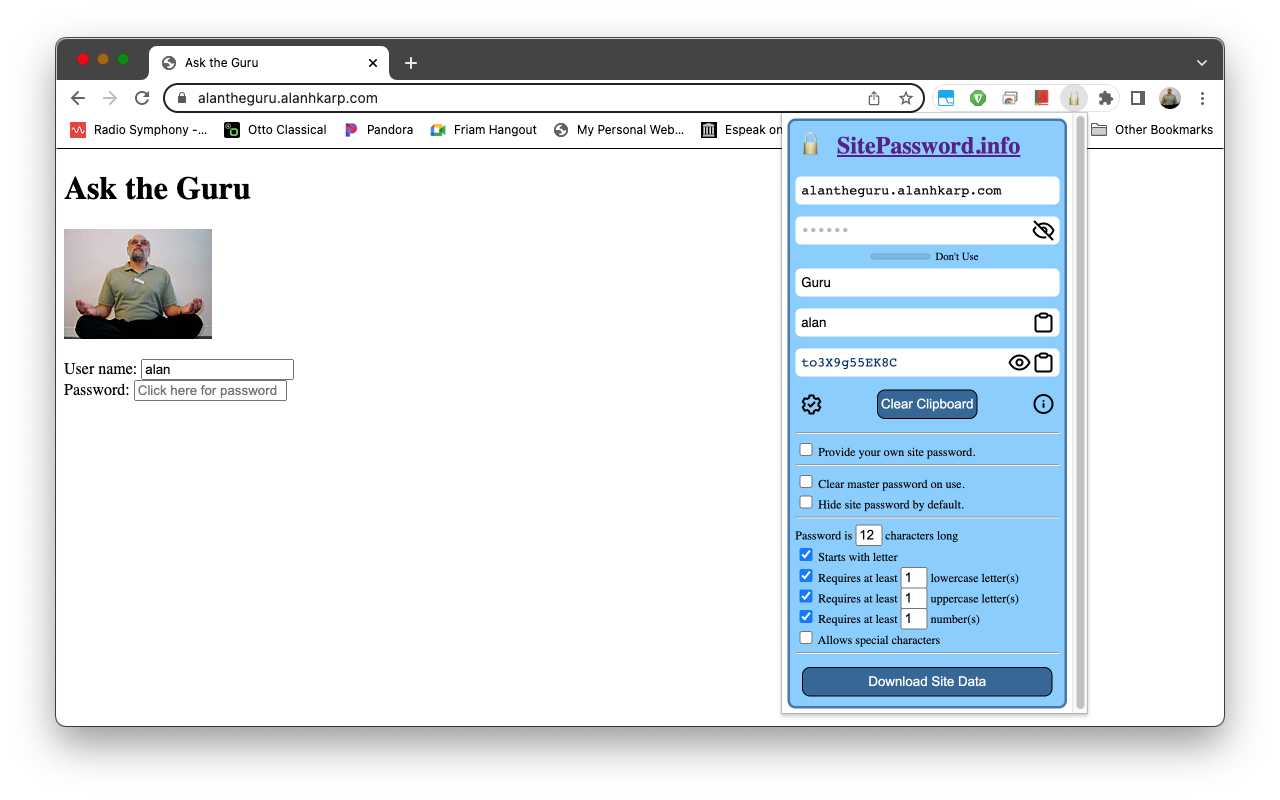 Ask the Guru
alantheguru.alanhkarp.com
Radio Symphony -... Otto Classical Pandora Friam Hangout My Personal Web... Espeak on Other Bookmarks
Ask the Guru
User name: alan
Password: Click here for password
SitePassword.info
alantheguru.alanhkarp.com
Don't Use
Guru
alan
to3X9g55EK8C
Clear Clipboard
Provide your own site password.
Clear master password on use.
Hide site password by default.
Password is 12 characters long
Starts with letter
Requires at least 1 lowercase letter(s)
Requires at least 1 uppercase letter(s)
Requires at least 1 number(s)
Allows special characters
Download Site Data